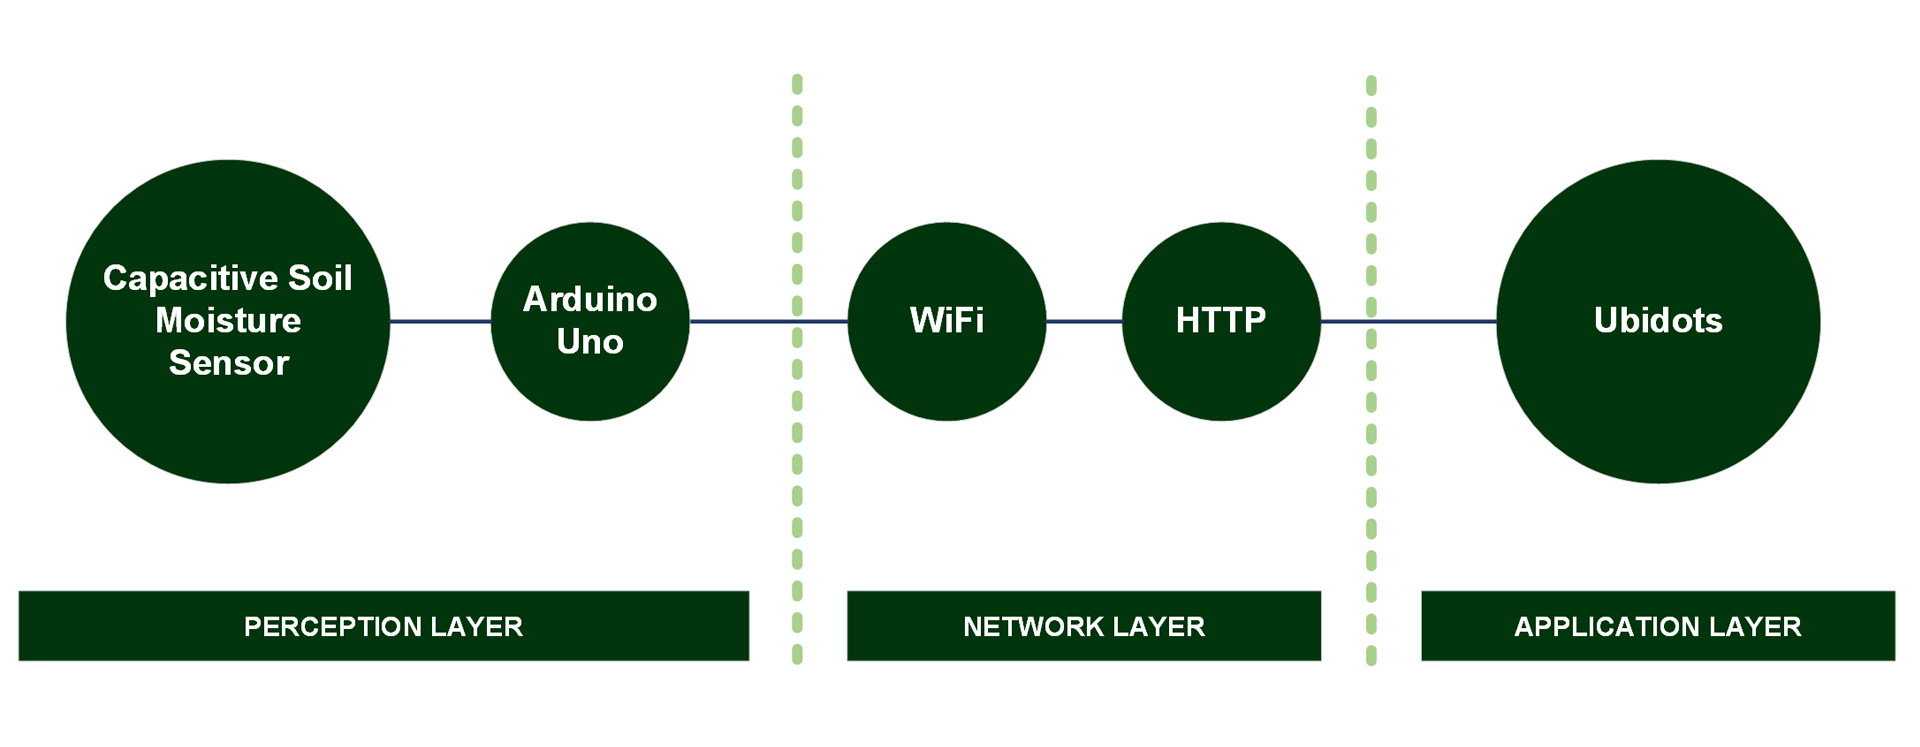 Capacitive Soil
Moisture
Sensor
Arduino
Uno
WiFi
HTTP
Ubidots
PERCEPTION LAYER
NETWORK LAYER
APPLICATION LAYER